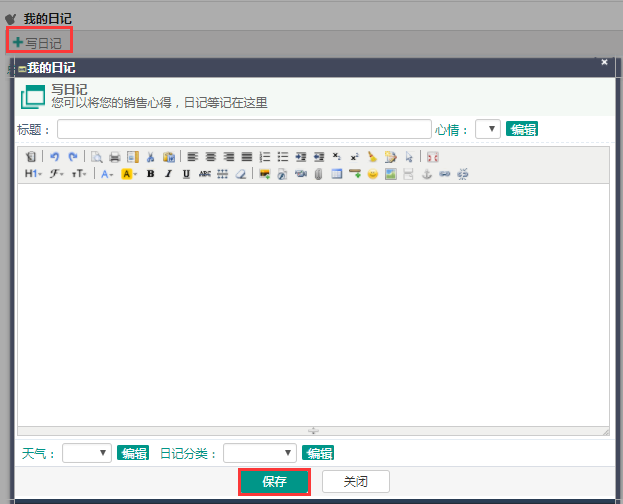 我的日记
写日记
我的日记 ×
写日记
您可以将您的销售心得，日记等记在这里
标题： 心情： 编辑
H1 ℱ тT A A B I U ABC
天气： 编辑 日记分类： 编辑
保存 关闭